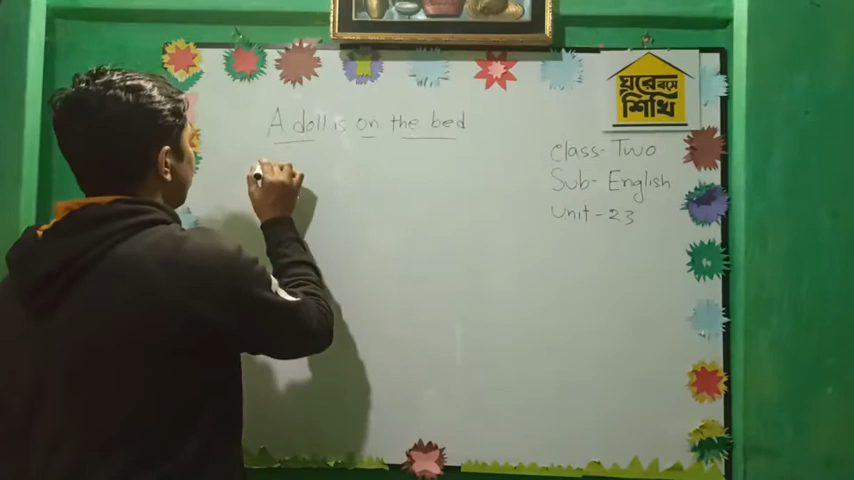 A doll is on the bed
ঘরে বসে
শিখি
Class- Two
Sub- English
Unit - 23